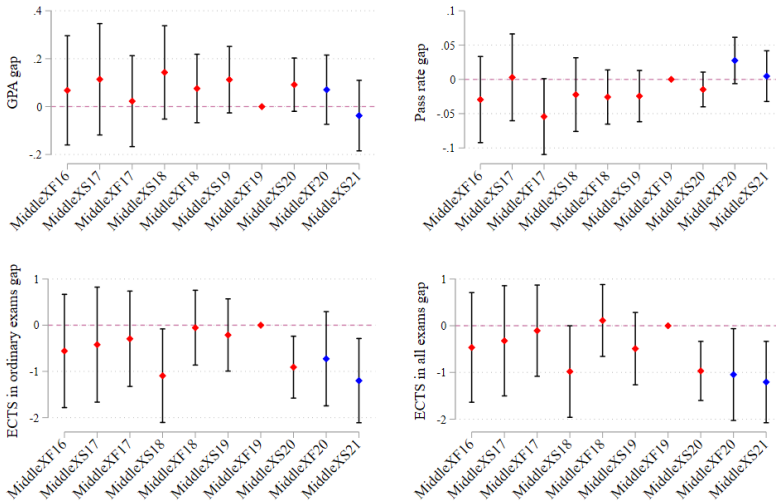 GPA gap
.4
.2
0
-.2
MiddleXF16
MiddleXS17
MiddleXF17
MiddleXS18
MiddleXF18
MiddleXS19
MiddleXF19
MiddleXS20
MiddleXF20
MiddleXS21
Pass rate gap
.1
.05
0
-.05
-.1
MiddleXF16
MiddleXS17
MiddleXF17
MiddleXS18
MiddleXF18
MiddleXS19
MiddleXF19
MiddleXS20
MiddleXF20
MiddleXS21
ECTS in ordinary exams gap
1
0
-1
-2
MiddleXF16
MiddleXS17
MiddleXF17
MiddleXS18
MiddleXF18
MiddleXS19
MiddleXF19
MiddleXS20
MiddleXF20
MiddleXS21
ECTS in all exams gap
1
0
-1
-2
MiddleXF16
MiddleXS17
MiddleXF17
MiddleXS18
MiddleXF18
MiddleXS19
MiddleXF19
MiddleXS20
MiddleXF20
MiddleXS21